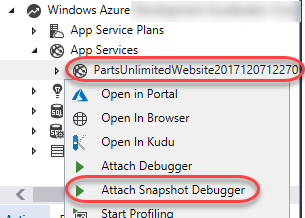 Windows Azure
App Service Plans
App Services
PartsUnlimitedWebsite2017120712270
Open in Portal
Open In Browser
Open In Kudu
Attach Debugger
Attach Snapshot Debugger
Start Profiling